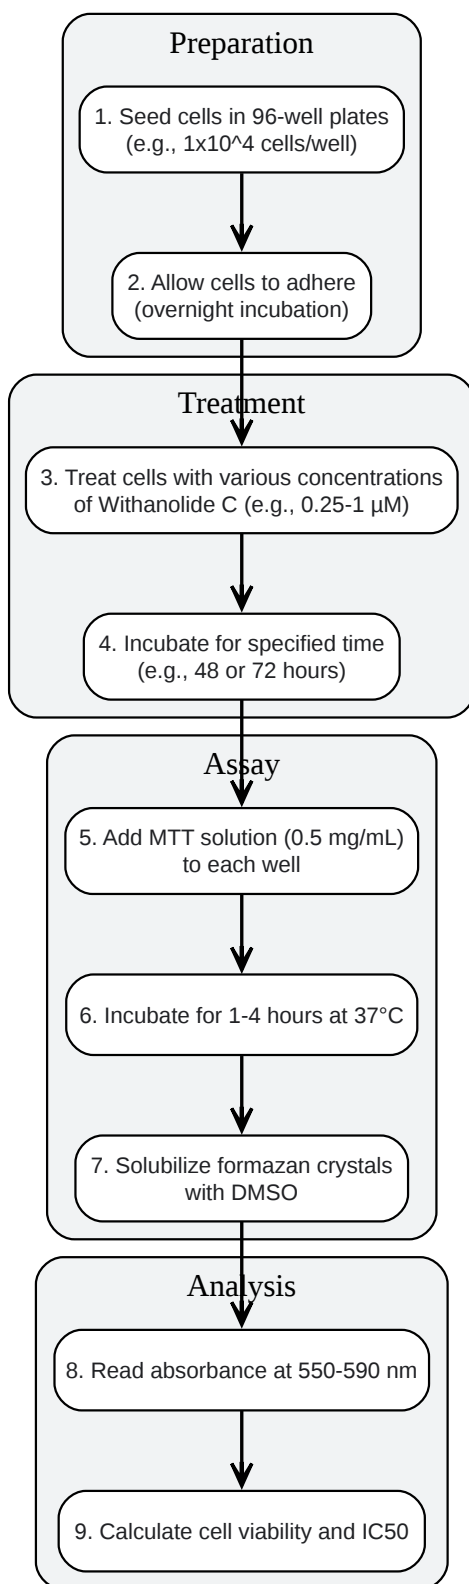 Preparation
1. Seed cells in 96-well plates
(e.g., 1x10^4 cells/well)
2. Allow cells to adhere
(overnight incubation)
Treatment
3. Treat cells with various concentrations
of Withanolide C (e.g., 0.25-1 µM)
4. Incubate for specified time
(e.g., 48 or 72 hours)
Assay
5. Add MTT solution (0.5 mg/mL)
to each well
6. Incubate for 1-4 hours at 37°C
7. Solubilize formazan crystals
with DMSO
Analysis
8. Read absorbance at 550-590 nm
9. Calculate cell viability and IC50